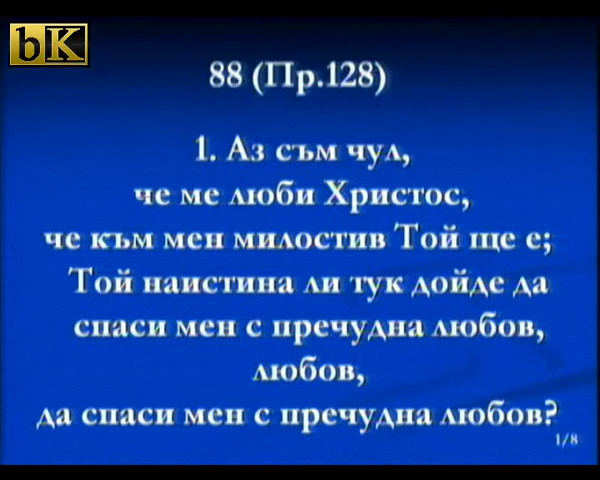 bK
88 (Пр.128)
1. Аз съм чул,
че ме люби Христос,
че към мен милостив Той ще е;
Той наистина ли тук дойде да
спаси мен с пречудна любов,
любов,
да спаси мен с пречудна любов?
1/8